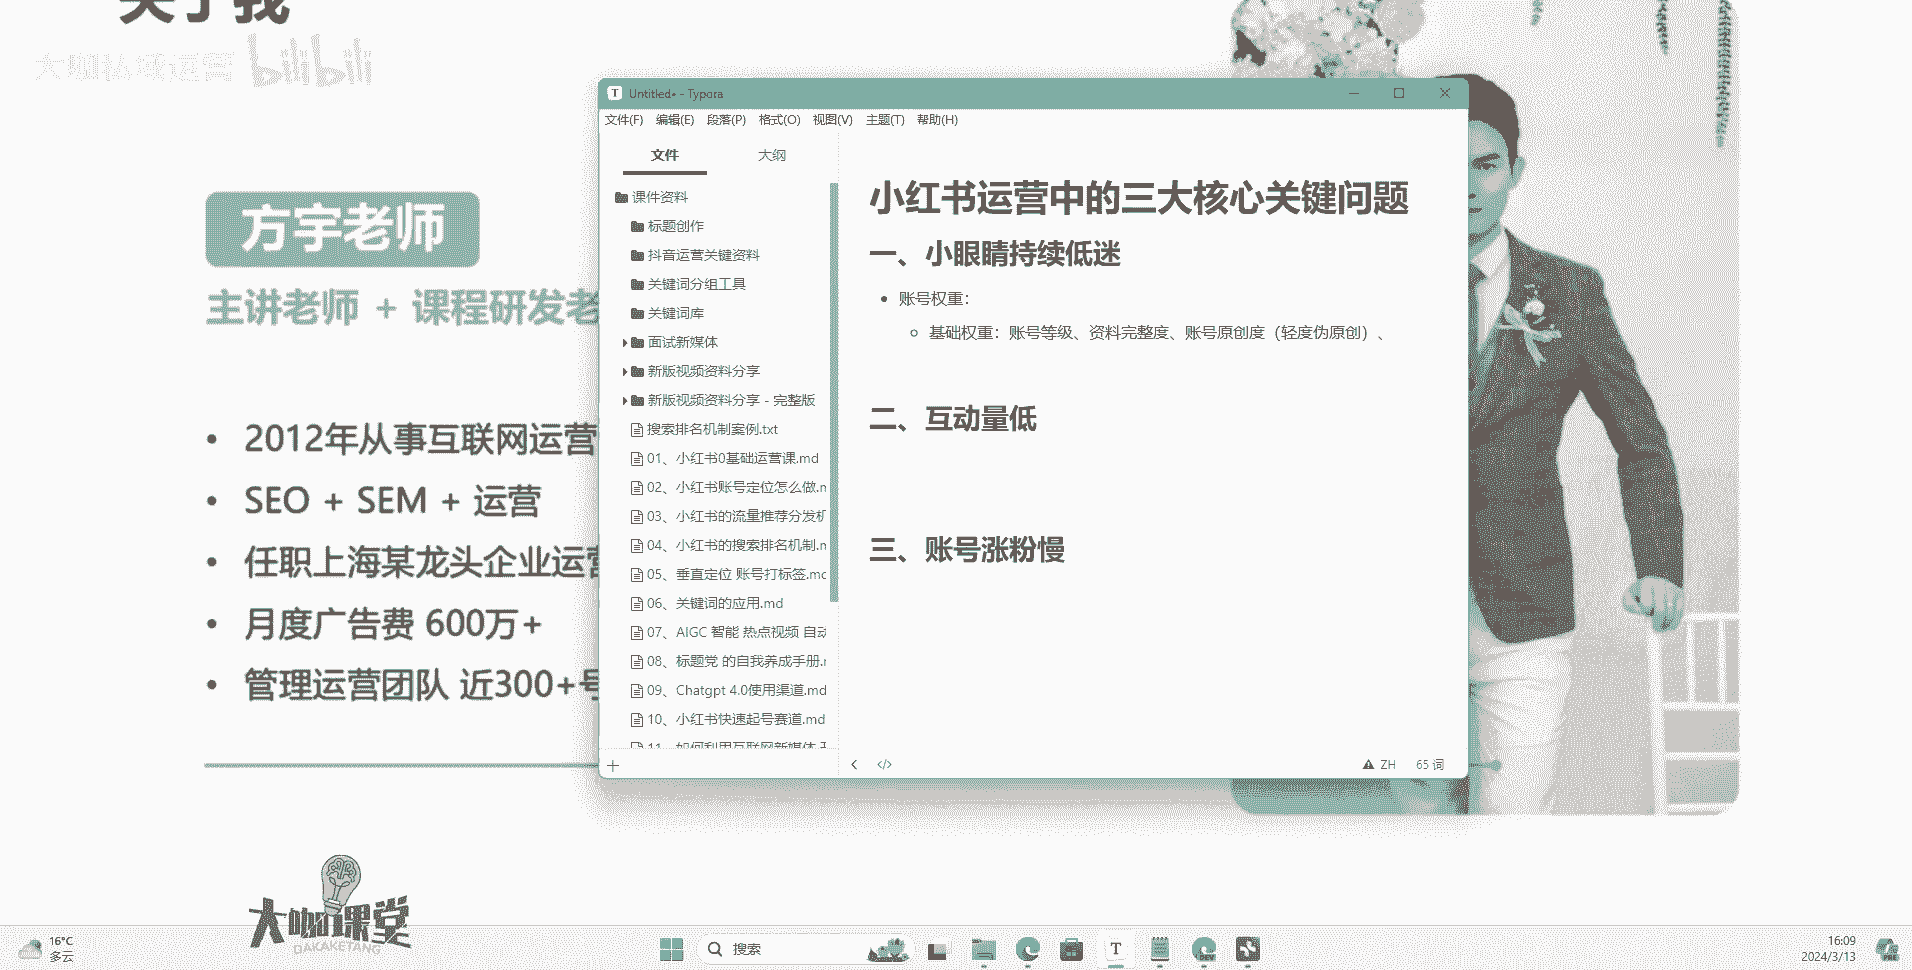 关于我
大咖私域运营 bilibili
方宇老师
主讲老师 + 课程研发老
2012年从事互联网运营
SEO + SEM + 运营
任职上海某龙头企业运营
月度广告费 600万+
管理运营团队 近300+号
Untitled• - Typora
文件(F) 编辑(E) 段落(P) 格式(O) 视图(V) 主题(T) 帮助(H)
文件 大纲
课件资料
标题创作
抖音运营关键资料
关键词分组工具
关键词库
面试新媒体
新版视频资料分享
新版视频资料分享 - 完整版
搜索排名机制案例.txt
01、小红书0基础运营课.md
02、小红书账号定位怎么做.m
03、小红书的流量推荐分发机
04、小红书的搜索排名机制.m
05、垂直定位 账号打标签.md
06、关键词的应用.md
07、AIGC 智能 热点视频 自动
08、标题党 的自我养成手册.m
09、Chatgpt 4.0使用渠道.md
10、小红书快速起号赛道.md
11、如何利用互联网新媒体
小红书运营中的三大核心关键问题
一、小眼睛持续低迷
账号权重：
基础权重：账号等级、资料完整度、账号原创度（轻度伪原创）、
二、互动量低
三、账号涨粉慢
ZH 65 词
大咖课堂
DAKAKETANG
16°C
多云
搜索
T
DEV
16:09
2024/3/13
PRE